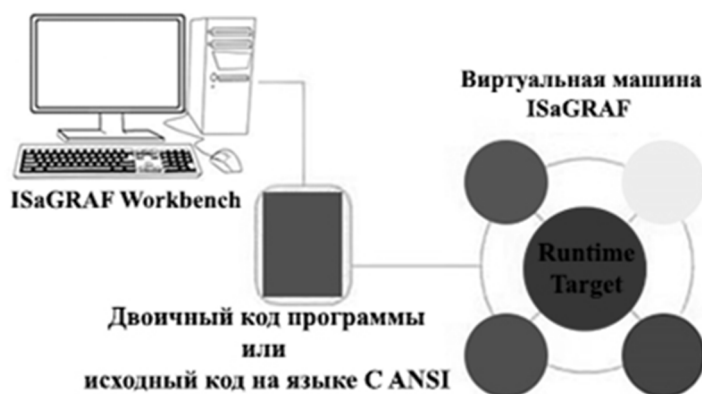 Виртуальная машина
ISaGRAF
ISaGRAF Workbench
Runtime
Target
Двоичный код программы
или
исходный код на языке C ANSI